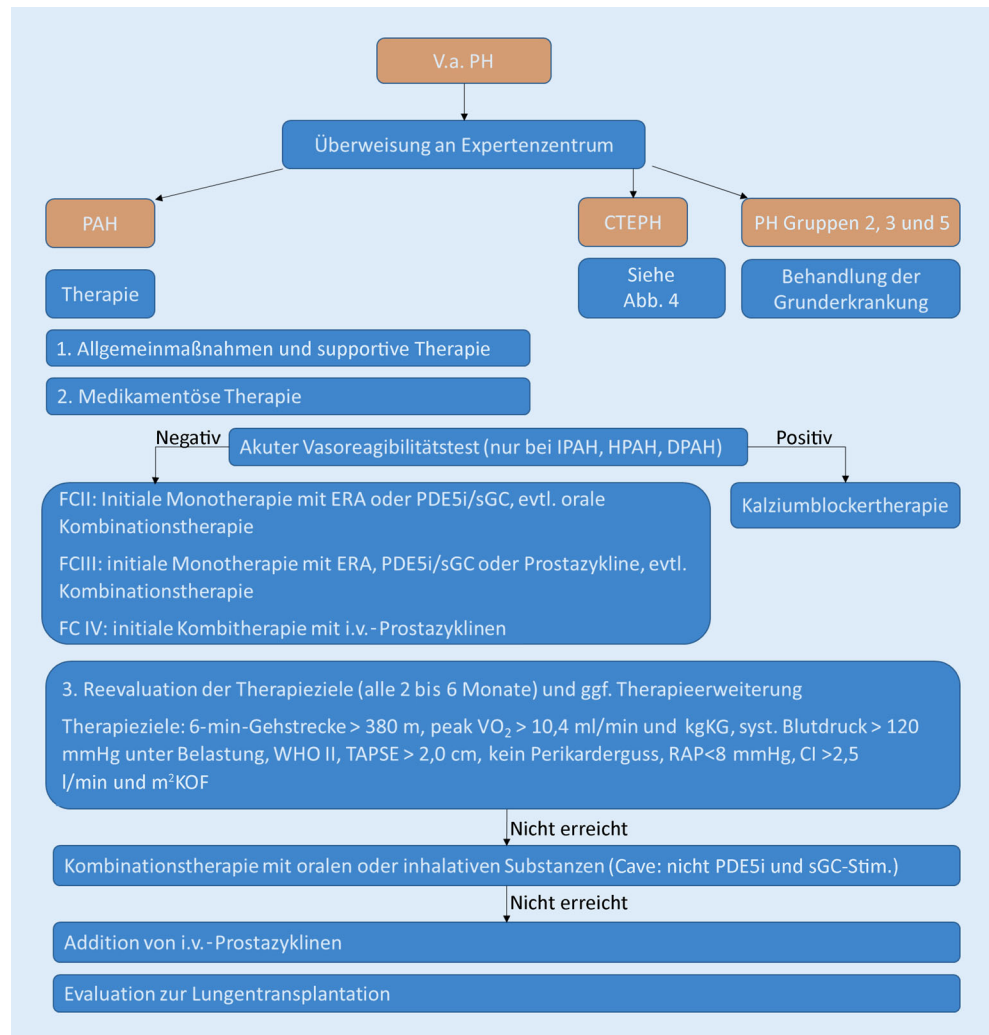 V.a. PH
Überweisung an Expertenzentrum
PAH
CTEPH
PH Gruppen 2, 3 und 5
Therapie
Siehe
Abb. 4
Behandlung der
Grunderkrankung
1. Allgemeinmaßnahmen und supportive Therapie
2. Medikamentöse Therapie
Negativ
Akuter Vasoreagibilitätstest (nur bei IPAH, HPAH, DPAH)
Positiv
FCII: Initiale Monotherapie mit ERA oder PDE5i/sGC, evtl. orale
Kombinationstherapie
FCIII: initiale Monotherapie mit ERA, PDE5i/sGC oder Prostazykline, evtl.
Kombinationstherapie
FC IV: initiale Kombitherapie mit i.v.-Prostazyklinen
Kalziumblockertherapie
3. Reevaluation der Therapieziele (alle 2 bis 6 Monate) und ggf. Therapieerweiterung
Therapieziele: 6-min-Gehstrecke > 380 m, peak VO₂ > 10,4 ml/min und kgKG, syst. Blutdruck > 120
mmHg unter Belastung, WHO II, TAPSE > 2,0 cm, kein Perikarderguss, RAP<8 mmHg, CI >2,5
l/min und m²KOF
Nicht erreicht
Kombinationstherapie mit oralen oder inhalativen Substanzen (Cave: nicht PDE5i und sGC-Stim.)
Nicht erreicht
Addition von i.v.-Prostazyklinen
Evaluation zur Lungentransplantation